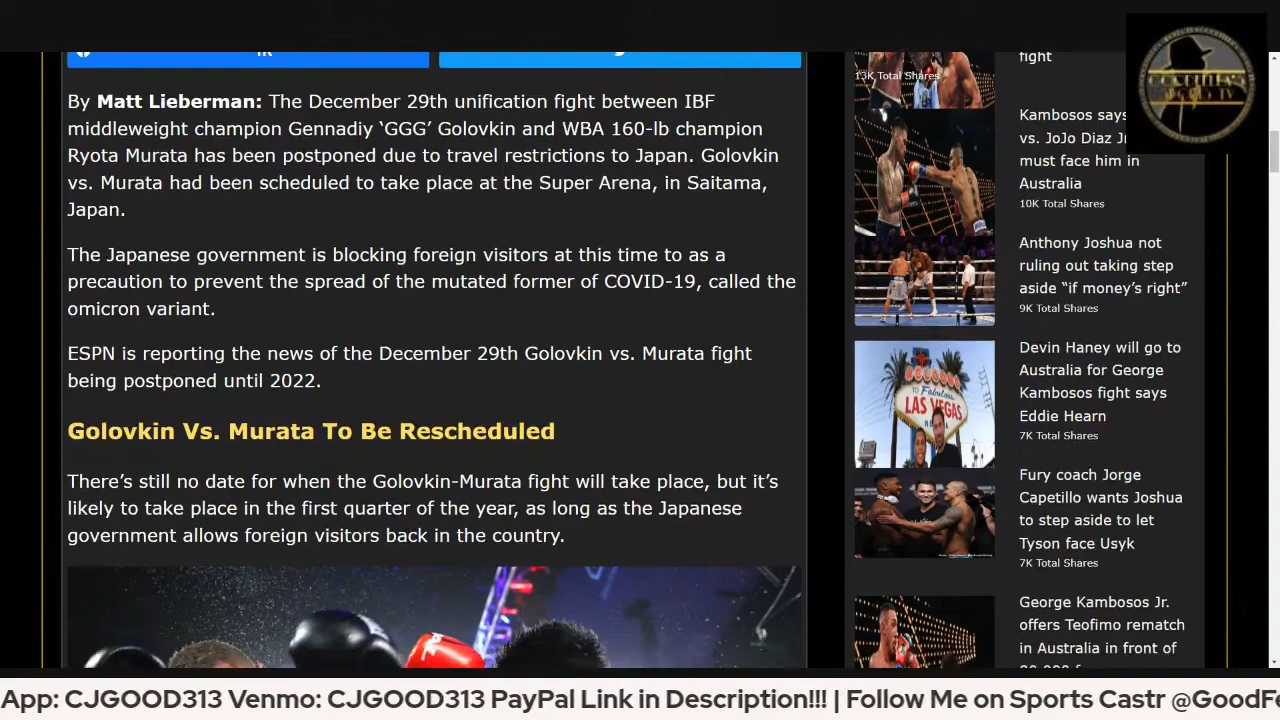 By Matt Lieberman: The December 29th unification fight between IBF
middleweight champion Gennadiy ‘GGG’ Golovkin and WBA 160-lb champion
Ryota Murata has been postponed due to travel restrictions to Japan. Golovkin
vs. Murata had been scheduled to take place at the Super Arena, in Saitama,
Japan.
The Japanese government is blocking foreign visitors at this time to as a
precaution to prevent the spread of the mutated former of COVID-19, called the
omicron variant.
ESPN is reporting the news of the December 29th Golovkin vs. Murata fight
being postponed until 2022.
Golovkin Vs. Murata To Be Rescheduled
There’s still no date for when the Golovkin-Murata fight will take place, but it’s
likely to take place in the first quarter of the year, as long as the Japanese
government allows foreign visitors back in the country.
fight
13K Total Shares
Kambosos says
vs. JoJo Diaz
must face him in
Australia
10K Total Shares
Anthony Joshua not
ruling out taking step
aside “if money’s right”
9K Total Shares
Devin Haney will go to
Australia for George
Kambosos fight says
Eddie Hearn
7K Total Shares
Fury coach Jorge
Capetillo wants Joshua
to step aside to let
Tyson face Usyk
7K Total Shares
George Kambosos Jr.
offers Teofimo rematch
in Australia in front of
WELCOME
TO Fabulous
LAS VEGAS
App: CJGOOD313 Venmo: CJGOOD313 PayPal Link in Description!!! | Follow Me on Sports Castr @GoodFe